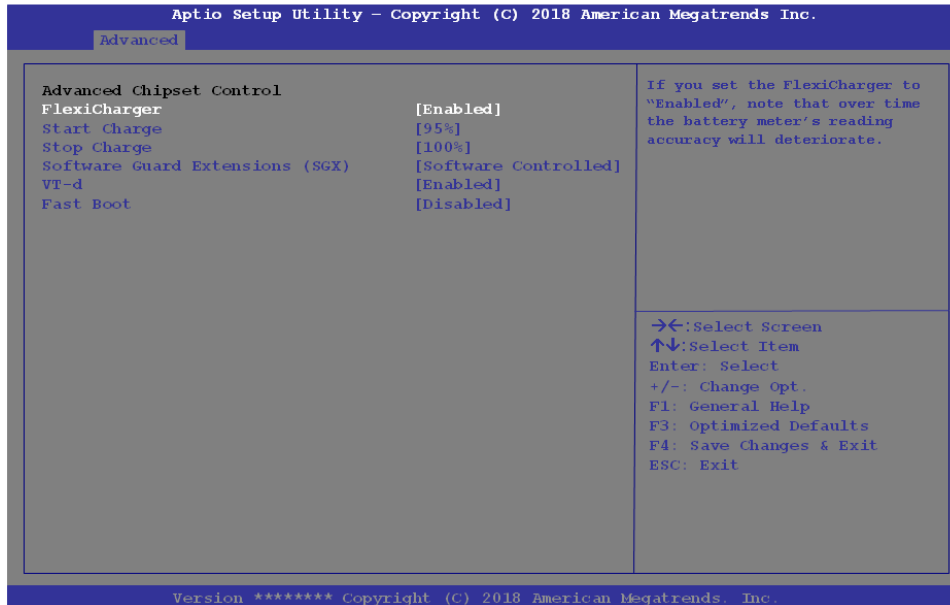 Aptio Setup Utility – Copyright (C) 2018 American Megatrends Inc.
Advanced
Advanced Chipset Control
FlexiCharger [Enabled]
Start Charge [95%]
Stop Charge [100%]
Software Guard Extensions (SGX) [Software Controlled]
VT-d [Enabled]
Fast Boot [Disabled]
If you set the FlexiCharger to
“Enabled”, note that over time
the battery meter’s reading
accuracy will deteriorate.
→←:Select Screen
↑↓:Select Item
Enter: Select
+/-: Change Opt.
F1: General Help
F3: Optimized Defaults
F4: Save Changes & Exit
ESC: Exit
Version ******** Copyright (C) 2018 American Megatrends. Inc.